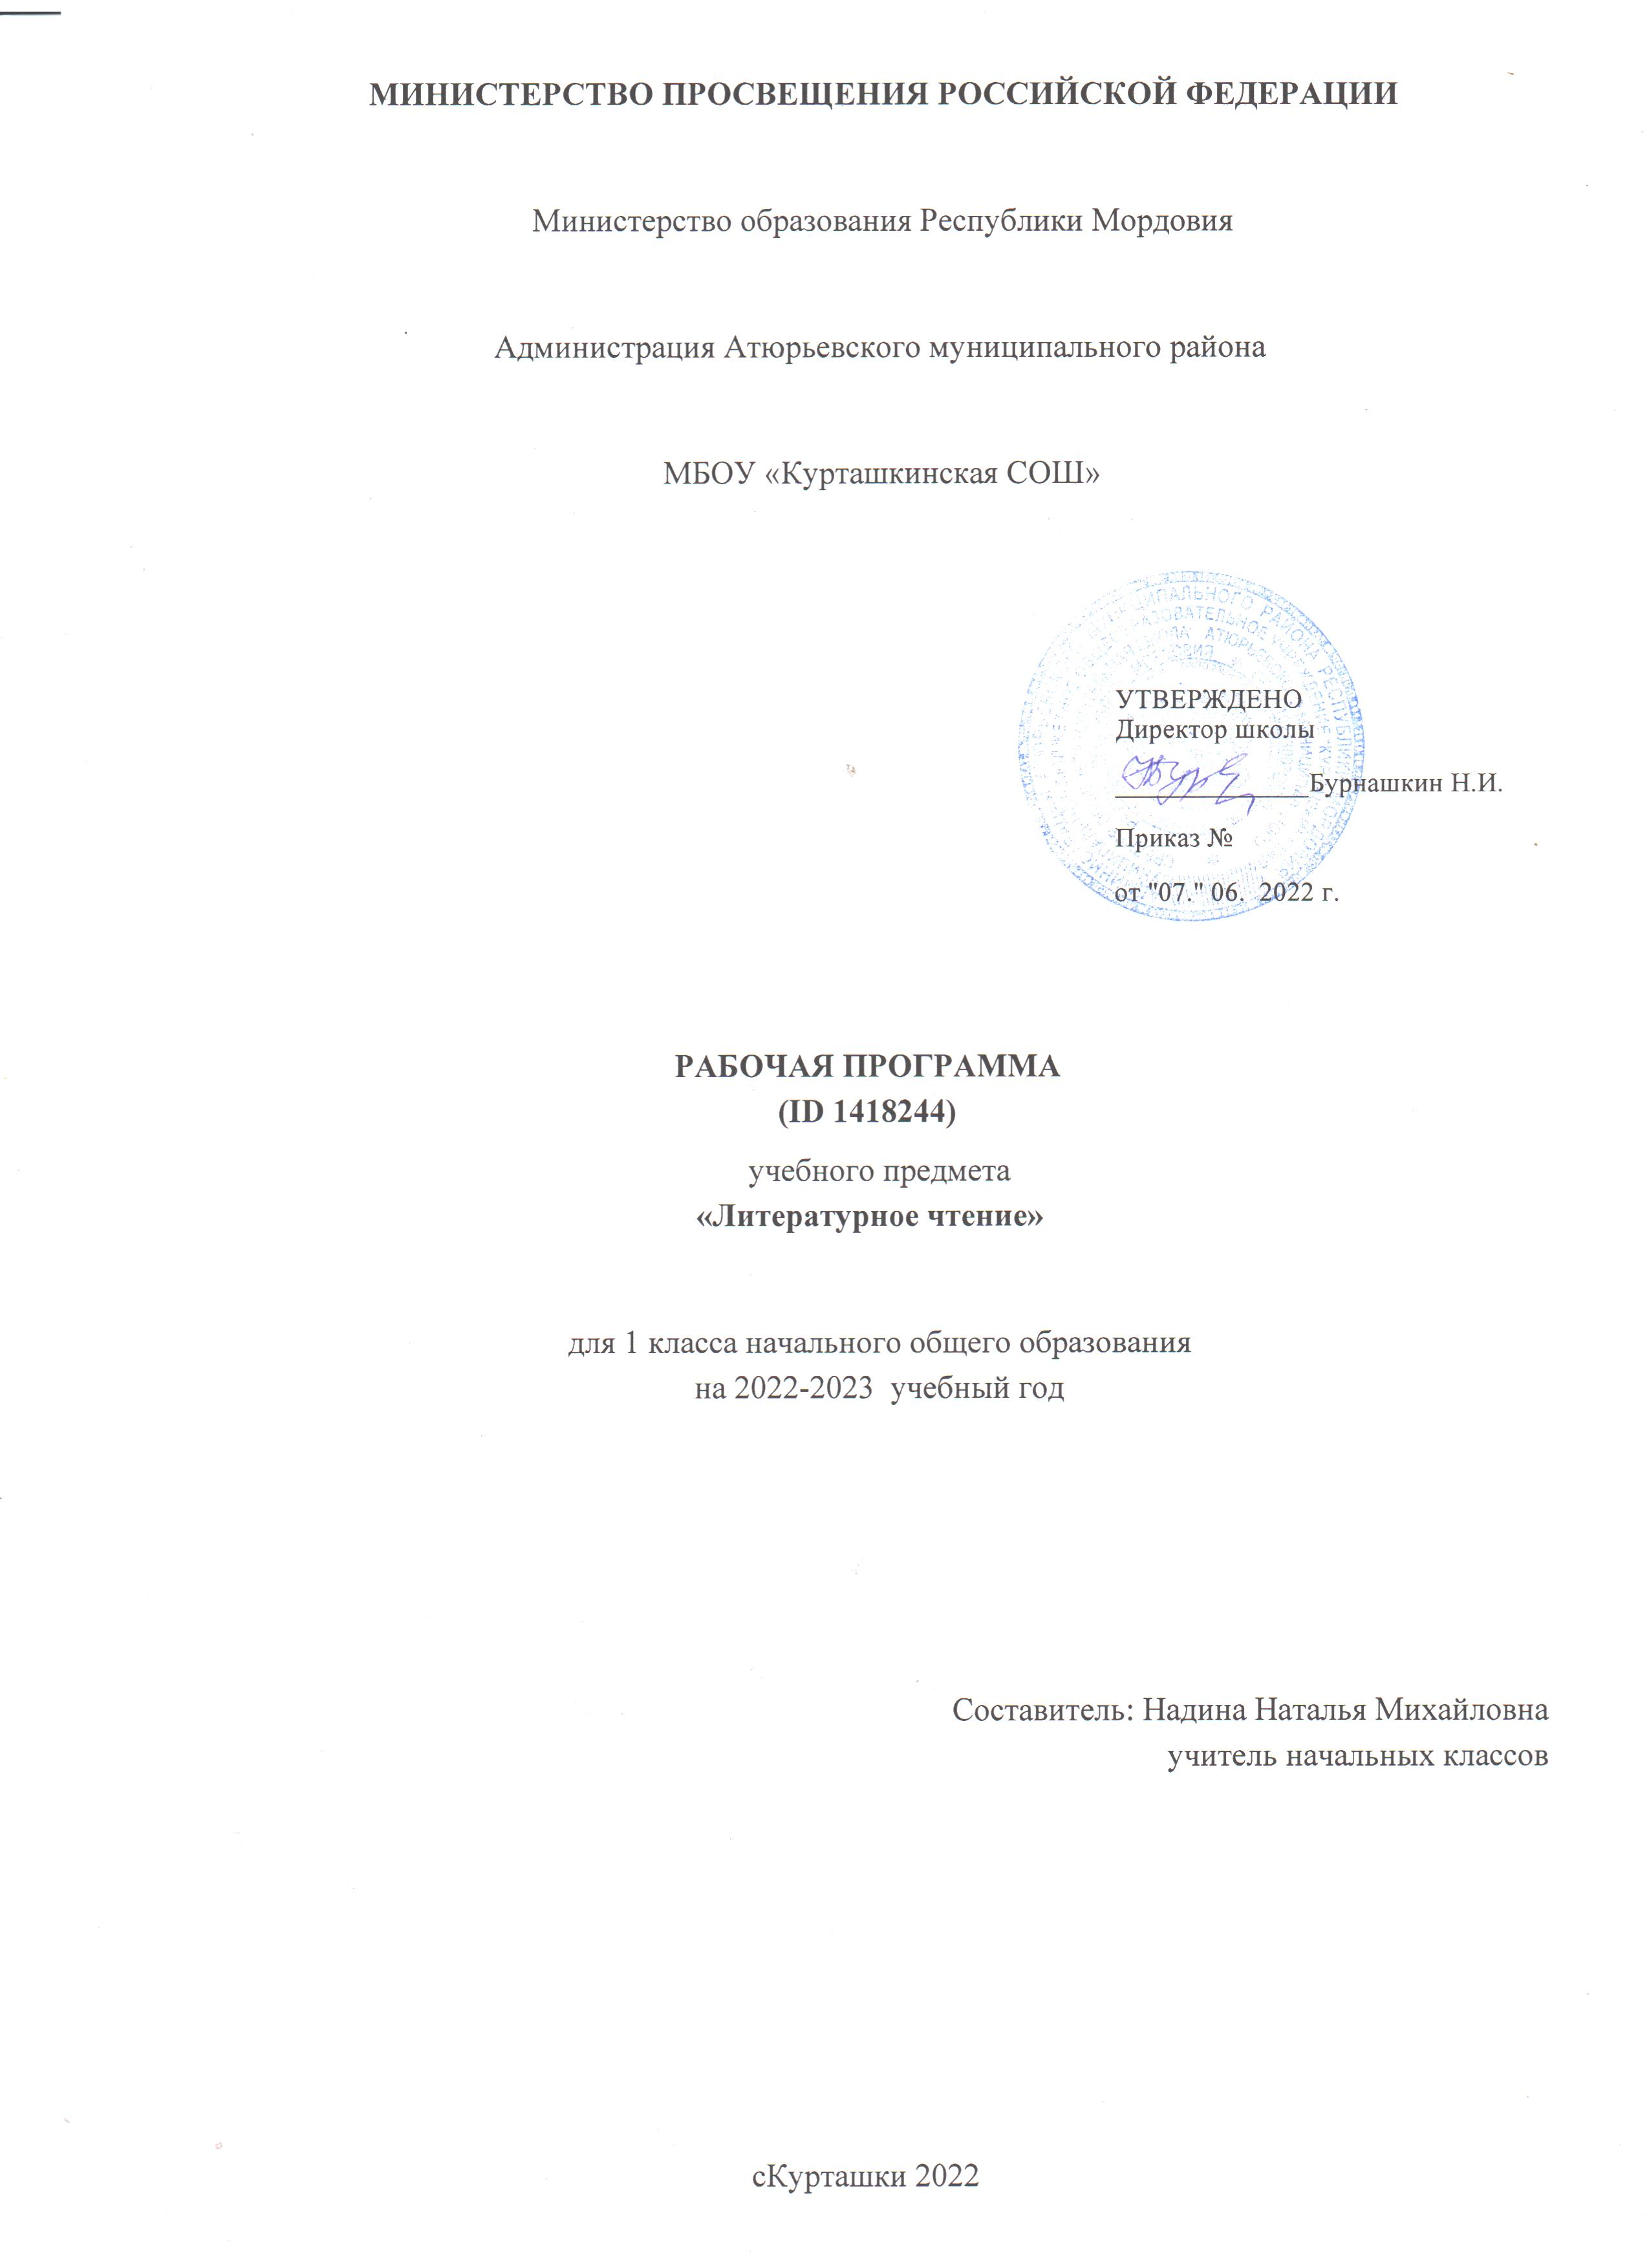 МИНИСТЕРСТВО ПРОСВЕЩЕНИЯ РОССИЙСКОЙ ФЕДЕРАЦИИ
Министерство образования Республики Мордовия
Администрация Атюрьевского муниципального района
МБОУ «Курташкинская СОШ»
УТВЕРЖДЕНО
Директор школы
Бурнашкин Н.И.
Приказ №
от "07." 06.  2022 г.
РАБОЧАЯ ПРОГРАММА
(ID 1418244)
учебного предмета
«Литературное чтение»
для 1 класса начального общего образования
на 2022-2023  учебный год
Составитель: Надина Наталья Михайловна
учитель начальных классов
сКурташки 2022